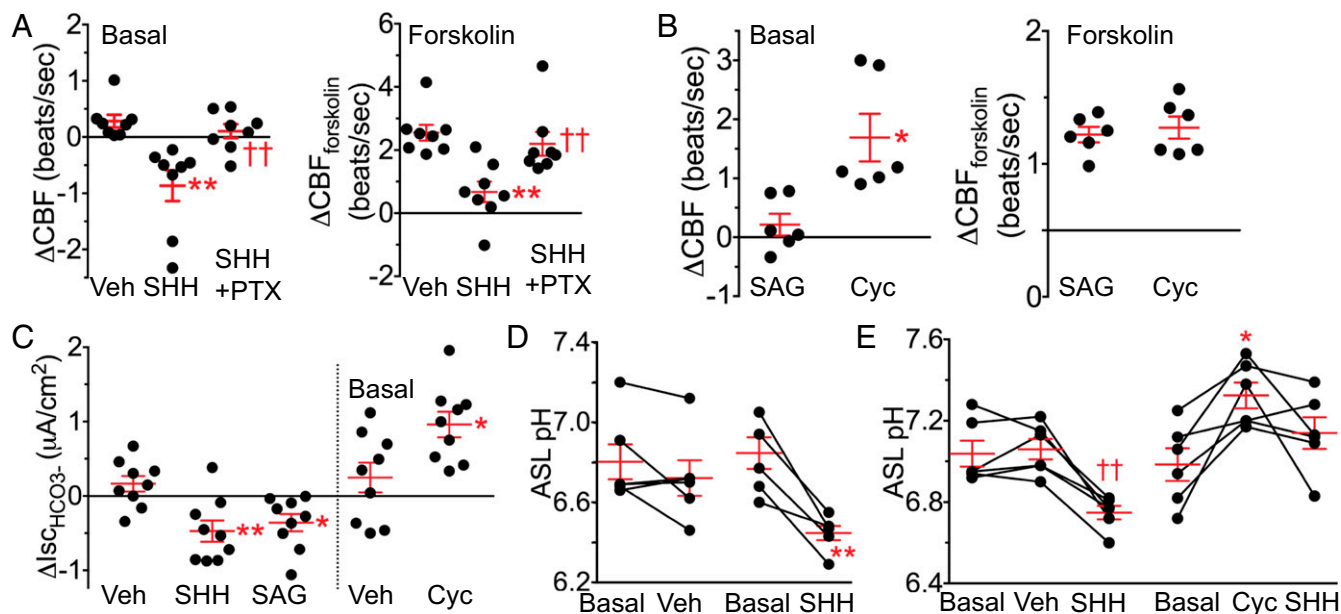 A
Basal
ΔCBF (beats/sec)
2
1
0
-1
-2
**
††
Veh SHH
SHH
+PTX
Forskolin
ΔCBFforskolin
(beats/sec)
6
4
2
0
-2
**
††
Veh SHH
SHH
+PTX
B
Basal
ΔCBF (beats/sec)
3
2
1
0
-1
*
SAG Cyc
Forskolin
ΔCBFforskolin
(beats/sec)
2
1
0
SAG Cyc
C
ΔIscHCO3- (µA/cm²)
2
1
0
-1
Basal
**
*
*
Veh SHH SAG Veh Cyc
D
ASL pH
7.4
7.0
6.6
6.2
**
Basal Veh Basal SHH
E
ASL pH
7.6
7.2
6.8
6.4
††
*
Basal Veh SHH Basal Cyc SHH